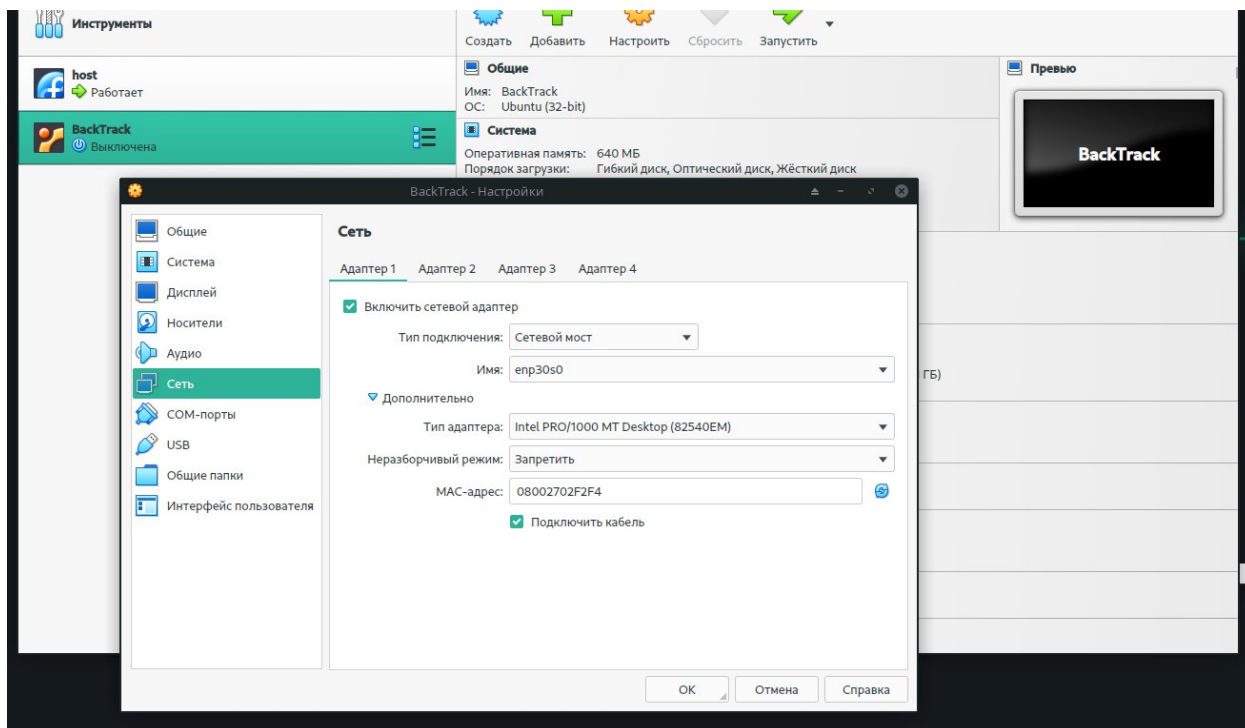 Инструменты
Создать Добавить Настроить Сбросить Запустить
host
Работает
BackTrack
Выключена
Общие
Имя: BackTrack
ОС: Ubuntu (32-bit)
Система
Оперативная память: 640 МБ
Порядок загрузки: Гибкий диск, Оптический диск, Жёсткий диск
Превью
BackTrack
ГБ)
BackTrack - Настройки
Общие
Система
Дисплей
Носители
Аудио
Сеть
COM-порты
USB
Общие папки
Интерфейс пользователя
Сеть
Адаптер 1 Адаптер 2 Адаптер 3 Адаптер 4
Включить сетевой адаптер
Тип подключения: Сетевой мост
Имя: enp30s0
Дополнительно
Тип адаптера: Intel PRO/1000 MT Desktop (82540EM)
Неразборчивый режим: Запретить
MAC-адрес: 08002702F2F4
Подключить кабель
OK Отмена Справка